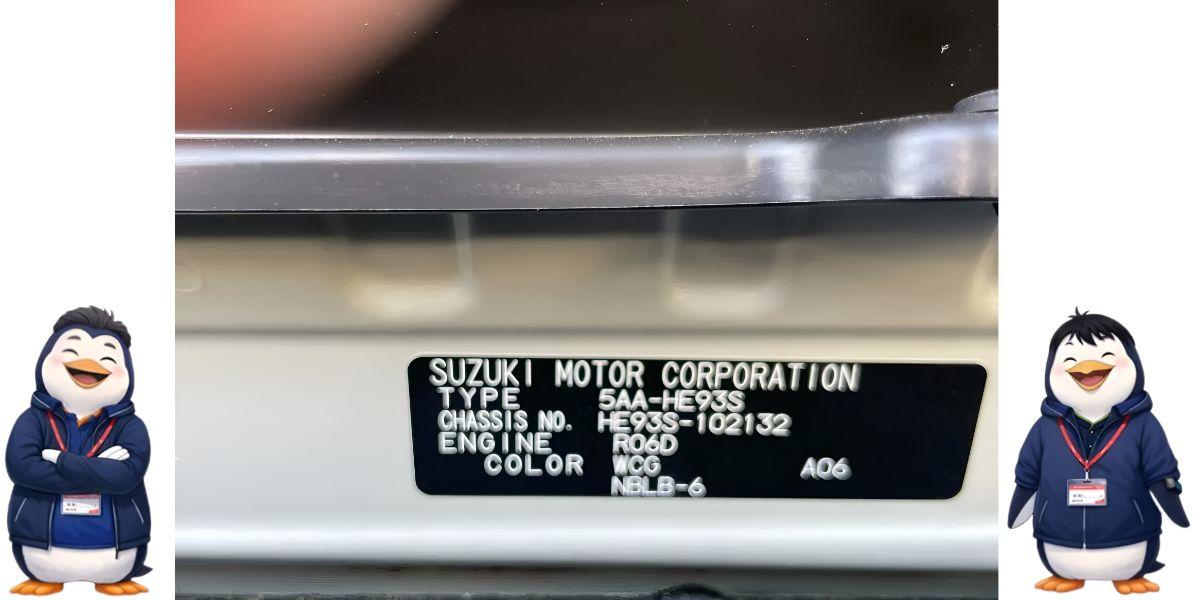 SUZUKI MOTOR CORPORATION
TYPE 5AA-HE93S
CHASSIS NO. HE93S-102132
ENGINE R06D
COLOR WCG A06
NBLB-6